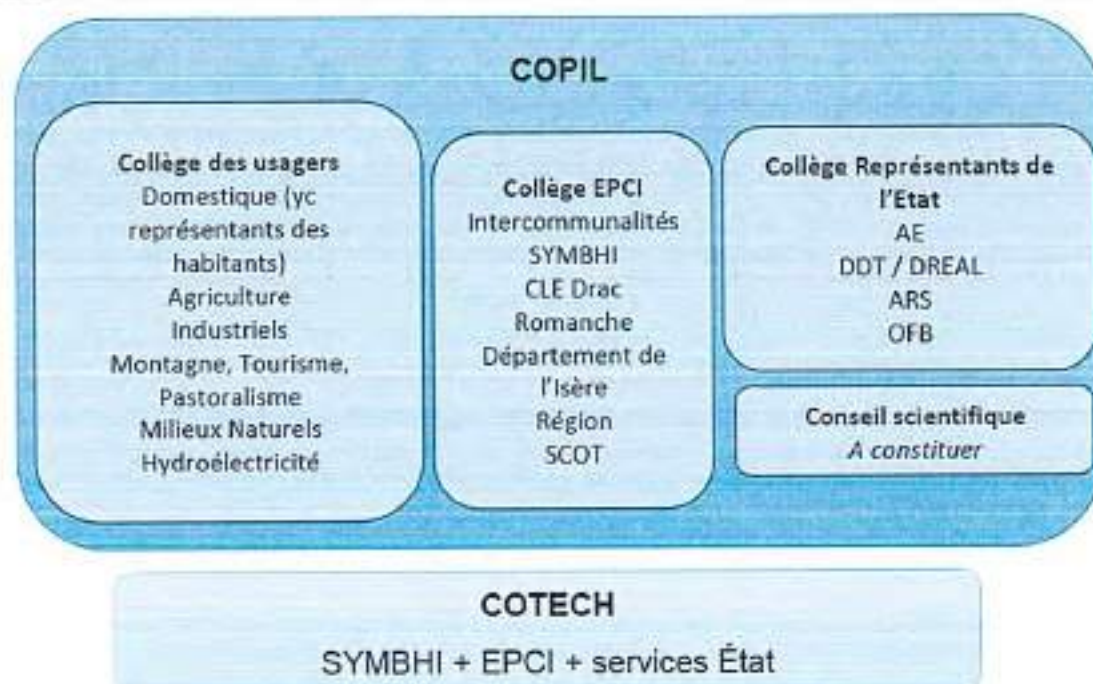 COPIL
Collège des usagers
Domestique (yc
représentants des
habitants)
Agriculture
Industriels
Montagne, Tourisme,
Pastoralisme
Milieux Naturels
Hydroélectricité
Collège EPCI
Intercommunalités
SYMBHI
CLE Drac
Romanche
Département de
l'Isère
Région
SCOT
Collège Représentants de
l'Etat
AE
DDT / DREAL
ARS
OFB
Conseil scientifique
A constituer
COTECH
SYMBHI + EPCI + services État